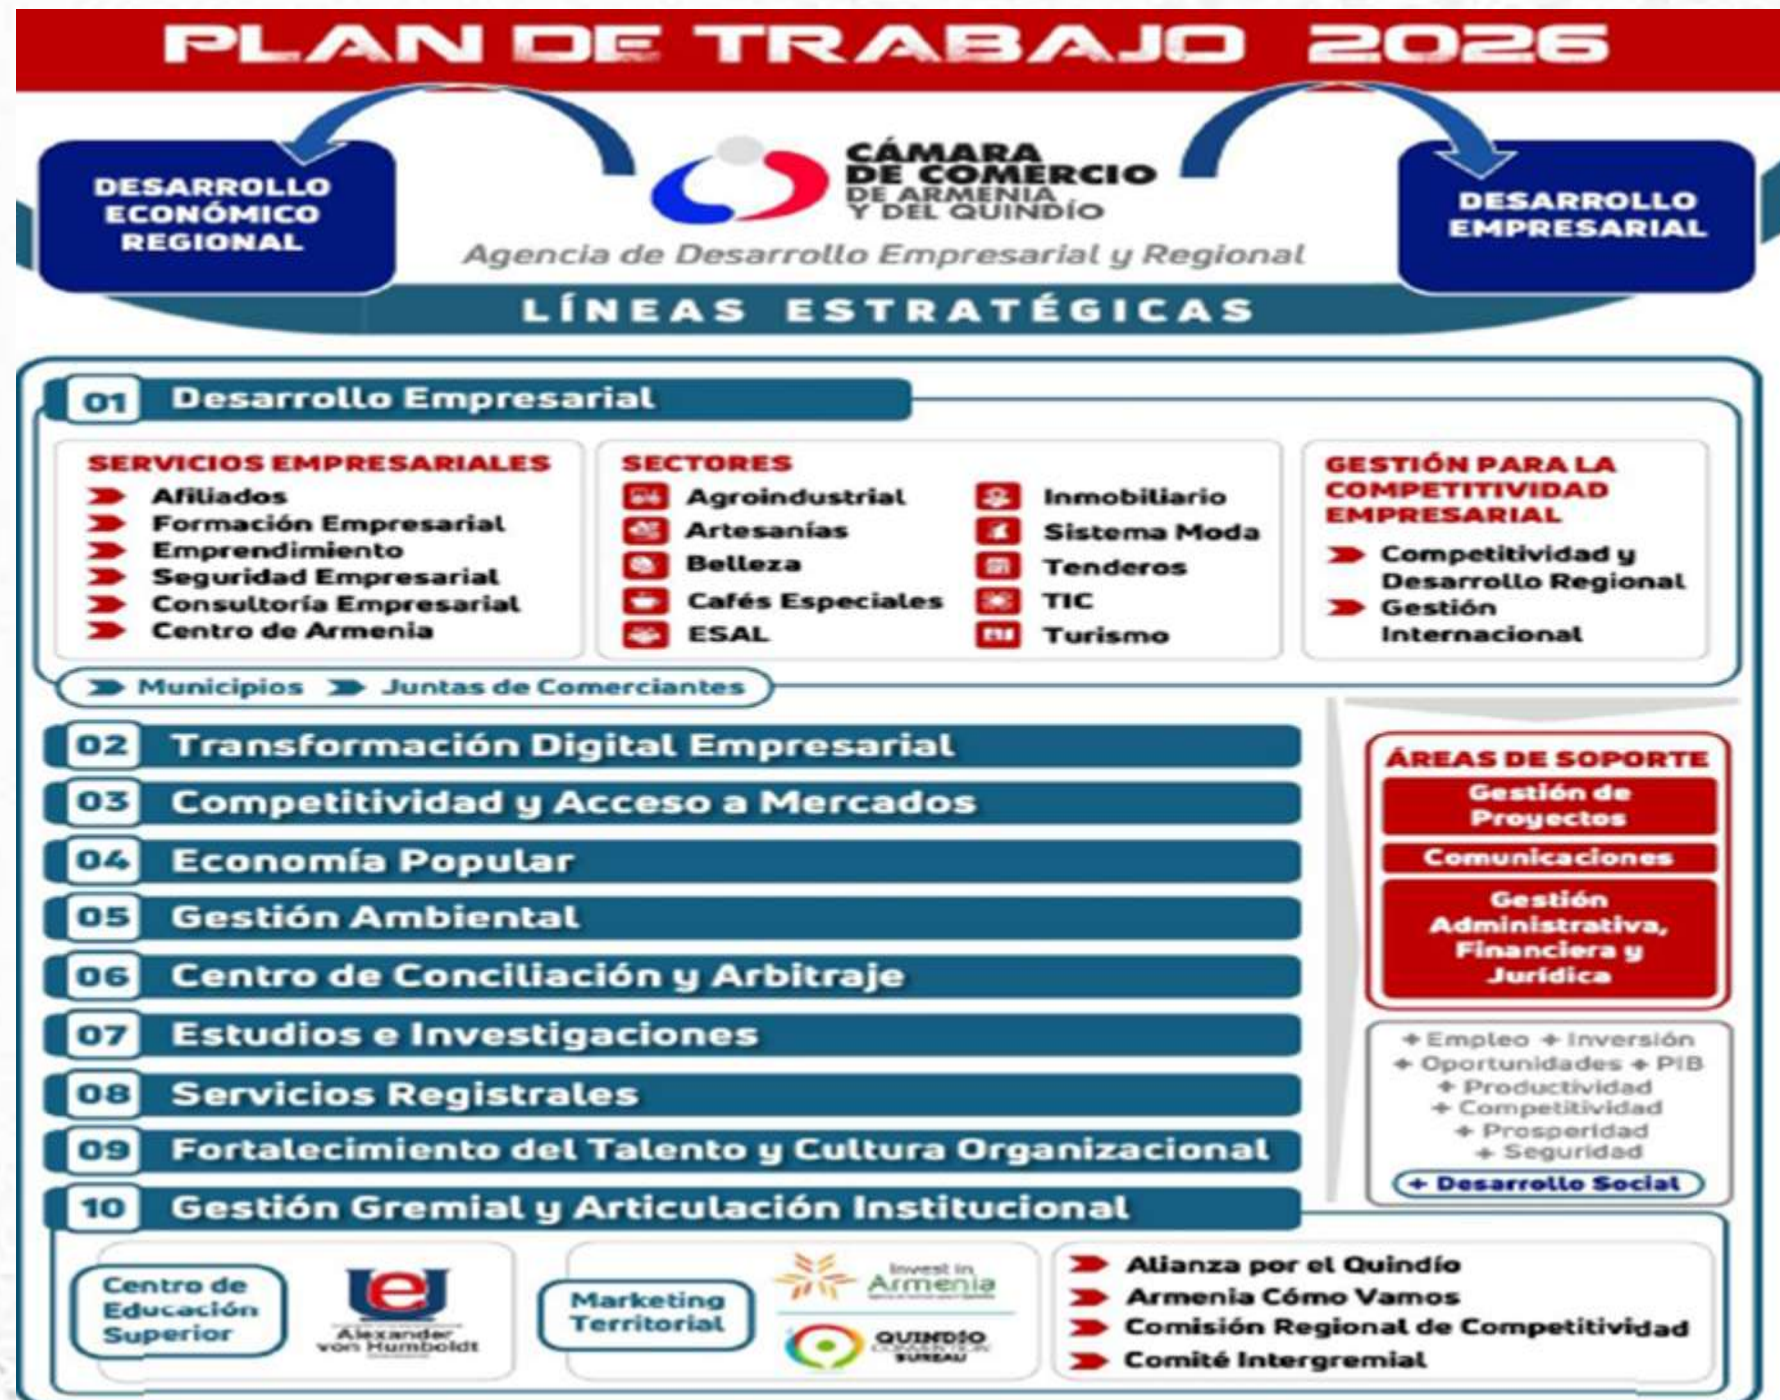 PLAN DE TRABAJO 2026
DESARROLLO
ECONÓMICO
REGIONAL
CÁMARA
DE COMERCIO
DE ARMENIA
Y DEL QUINDÍO
Agencia de Desarrollo Empresarial y Regional
DESARROLLO
EMPRESARIAL
LÍNEAS ESTRATÉGICAS
01 Desarrollo Empresarial
SERVICIOS EMPRESARIALES
Afiliados
Formación Empresarial
Emprendimiento
Seguridad Empresarial
Consultoría Empresarial
Centro de Armenia
SECTORES
Agroindustrial
Artesanías
Belleza
Cafés Especiales
ESAL
Inmobiliario
Sistema Moda
Tenderos
TIC
Turismo
GESTIÓN PARA LA
COMPETITIVIDAD
EMPRESARIAL
Competitividad y
Desarrollo Regional
Gestión
Internacional
Municipios Juntas de Comerciantes
02 Transformación Digital Empresarial
03 Competitividad y Acceso a Mercados
04 Economía Popular
05 Gestión Ambiental
06 Centro de Conciliación y Arbitraje
07 Estudios e Investigaciones
08 Servicios Registrales
09 Fortalecimiento del Talento y Cultura Organizacional
10 Gestión Gremial y Articulación Institucional
ÁREAS DE SOPORTE
Gestión de
Proyectos
Comunicaciones
Gestión
Administrativa,
Financiera y
Jurídica
+ Empleo + Inversión
+ Oportunidades + PIB
+ Productividad
+ Competitividad
+ Prosperidad
+ Seguridad
+ Desarrollo Social
Centro de
Educación
Superior
Alexander
von Humboldt
Marketing
Territorial
Invest in
Armenia
QUINDÍO
CONVENTION
BUREAU
Alianza por el Quindío
Armenia Cómo Vamos
Comisión Regional de Competitividad
Comité Intergremial